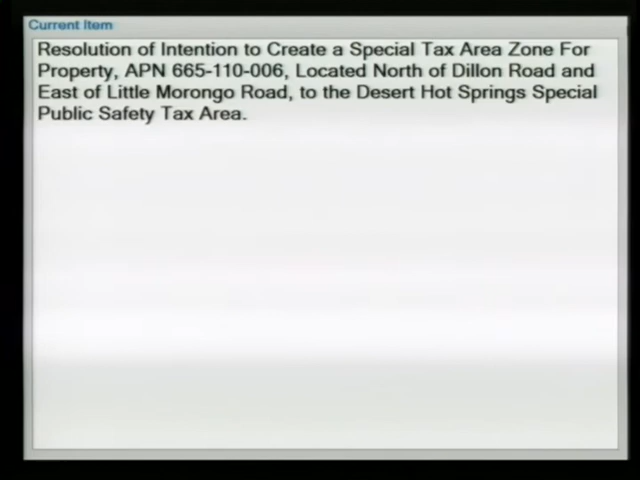 Current Item
Resolution of Intention to Create a Special Tax Area Zone For
Property, APN 665-110-006, Located North of Dillon Road and
East of Little Morongo Road, to the Desert Hot Springs Special
Public Safety Tax Area.